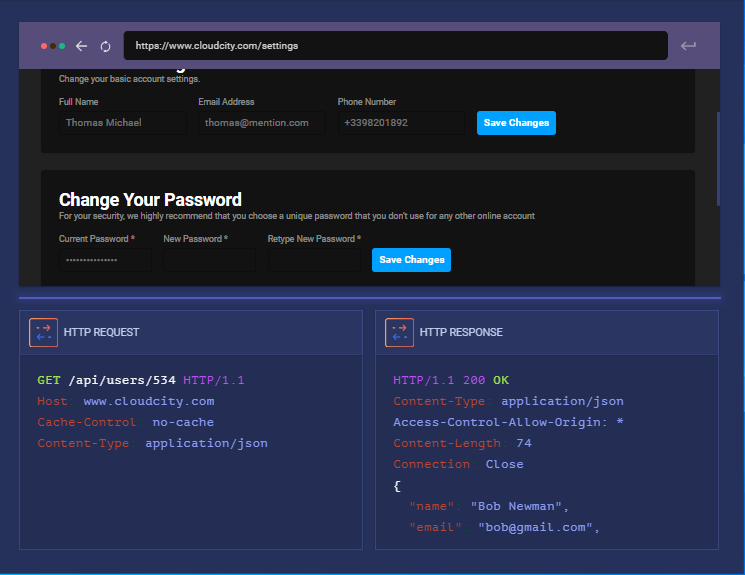 https://www.cloudcity.com/settings
Change your basic account settings.
Full Name Email Address Phone Number
Thomas Michael thomas@mention.com +3398201892 Save Changes
Change Your Password
For your security, we highly recommend that you choose a unique password that you don't use for any other online account
Current Password * New Password * Retype New Password *
••••••••••••••• Save Changes
HTTP REQUEST
GET /api/users/534 HTTP/1.1
Host: www.cloudcity.com
Cache-Control: no-cache
Content-Type: application/json
HTTP RESPONSE
HTTP/1.1 200 OK
Content-Type: application/json
Access-Control-Allow-Origin: *
Content-Length: 74
Connection: Close
{
"name": "Bob Newman",
"email": "bob@gmail.com",